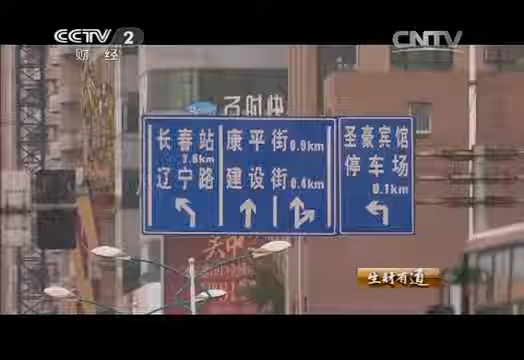 CCTV 2
财经
CNTV
长春站
2.6km
辽宁路
康平街0.9km
建设街0.4km
圣豪宾馆
停车场
0.1km
生财有道